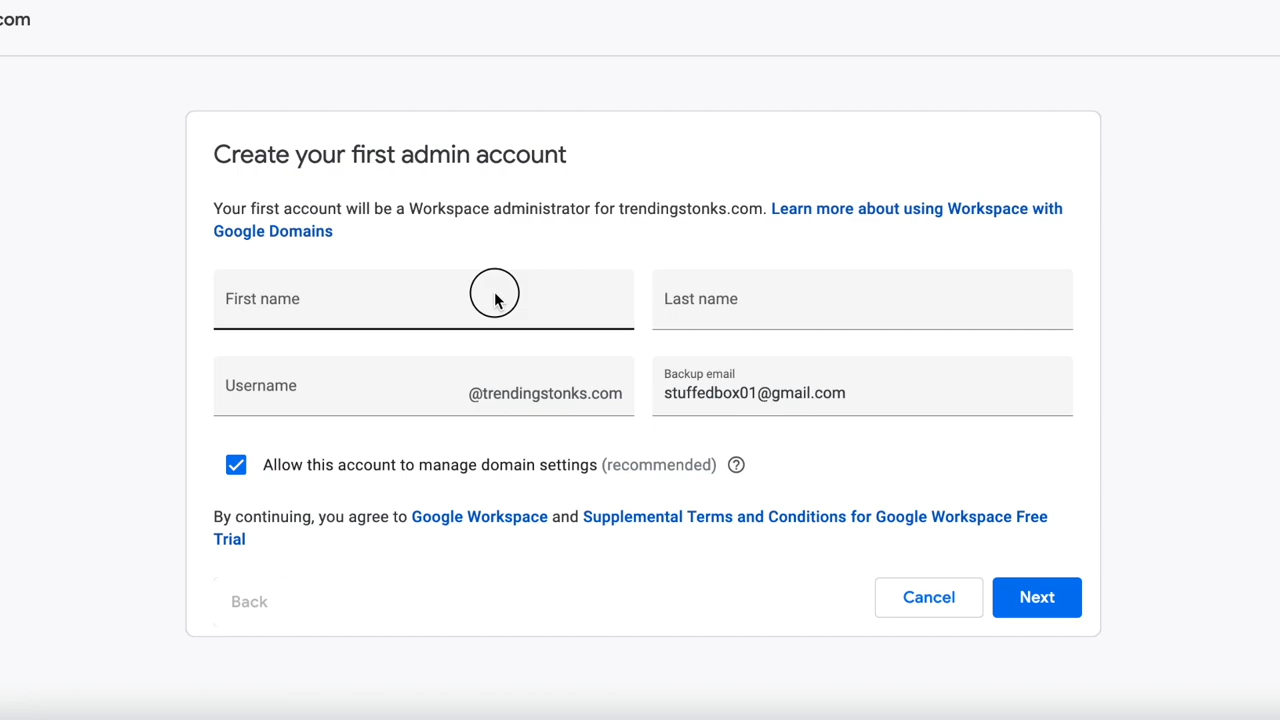 com
Create your first admin account
Your first account will be a Workspace administrator for trendingstonks.com. Learn more about using Workspace with
Google Domains
First name
Last name
Username
@trendingstonks.com
Backup email
stuffedbox01@gmail.com
Allow this account to manage domain settings (recommended)
By continuing, you agree to Google Workspace and Supplemental Terms and Conditions for Google Workspace Free
Trial
Back
Cancel
Next